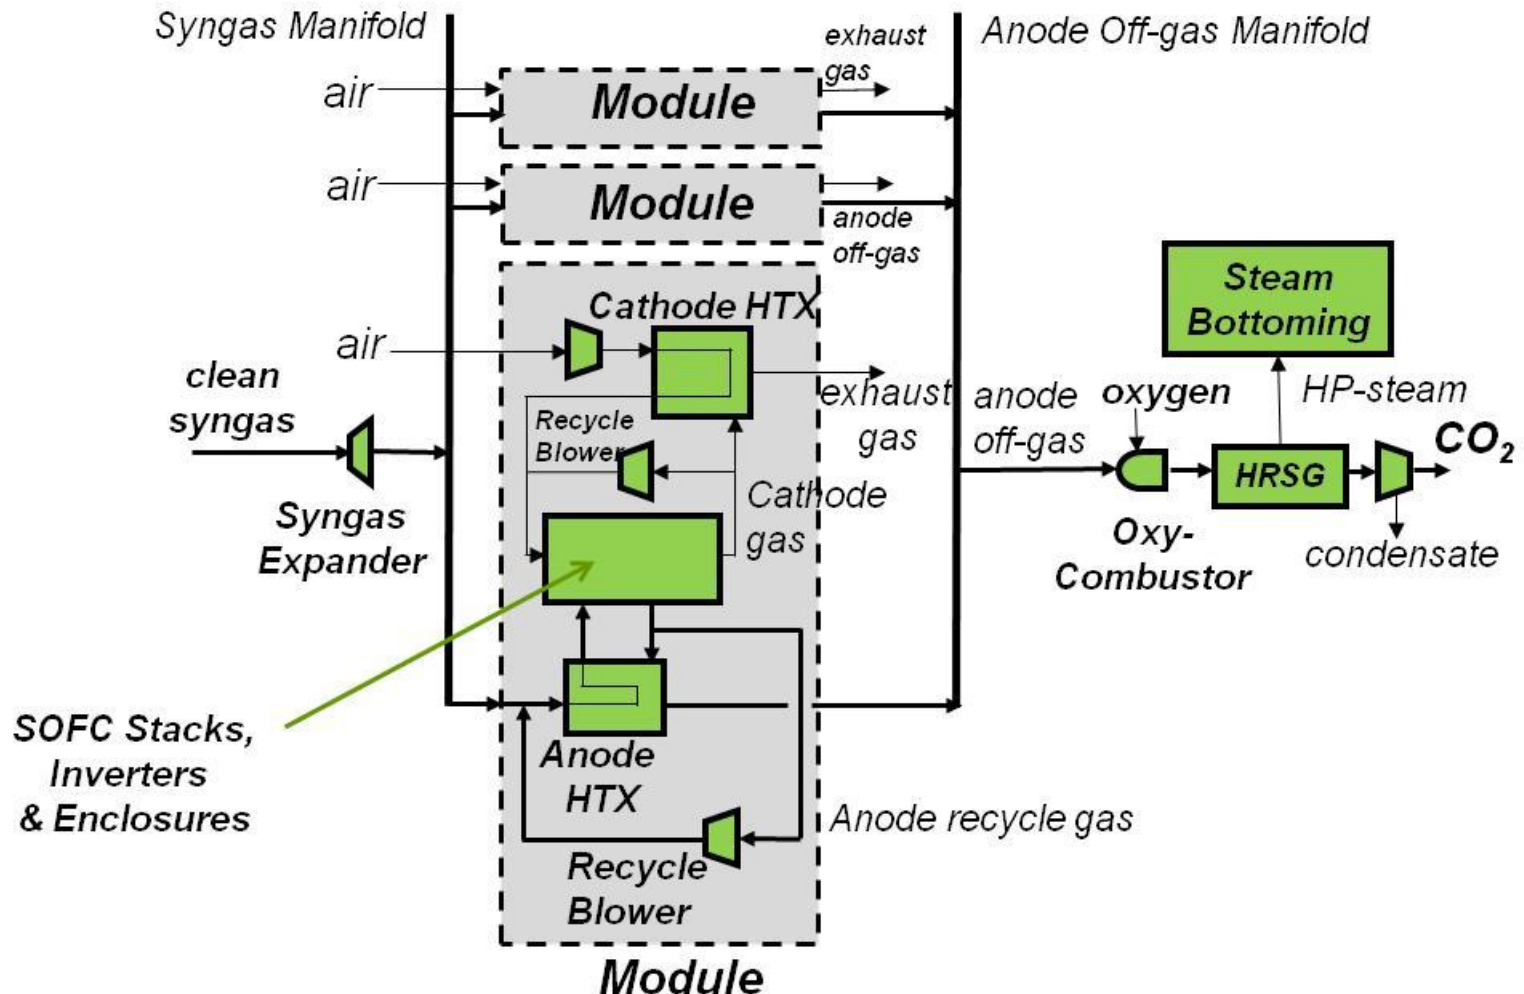 Syngas Manifold
Anode Off-gas Manifold
exhaust
gas
air
Module
air
Module
anode
off-gas
Cathode HTX
air
exhaust
gas
Recycle
Blower
Cathode
gas
clean
syngas
Syngas
Expander
Steam
Bottoming
HP-steam
anode
off-gas
oxygen
HRSG
CO₂
Oxy-
Combustor
condensate
SOFC Stacks,
Inverters
& Enclosures
Anode
HTX
Anode recycle gas
Recycle
Blower
Module